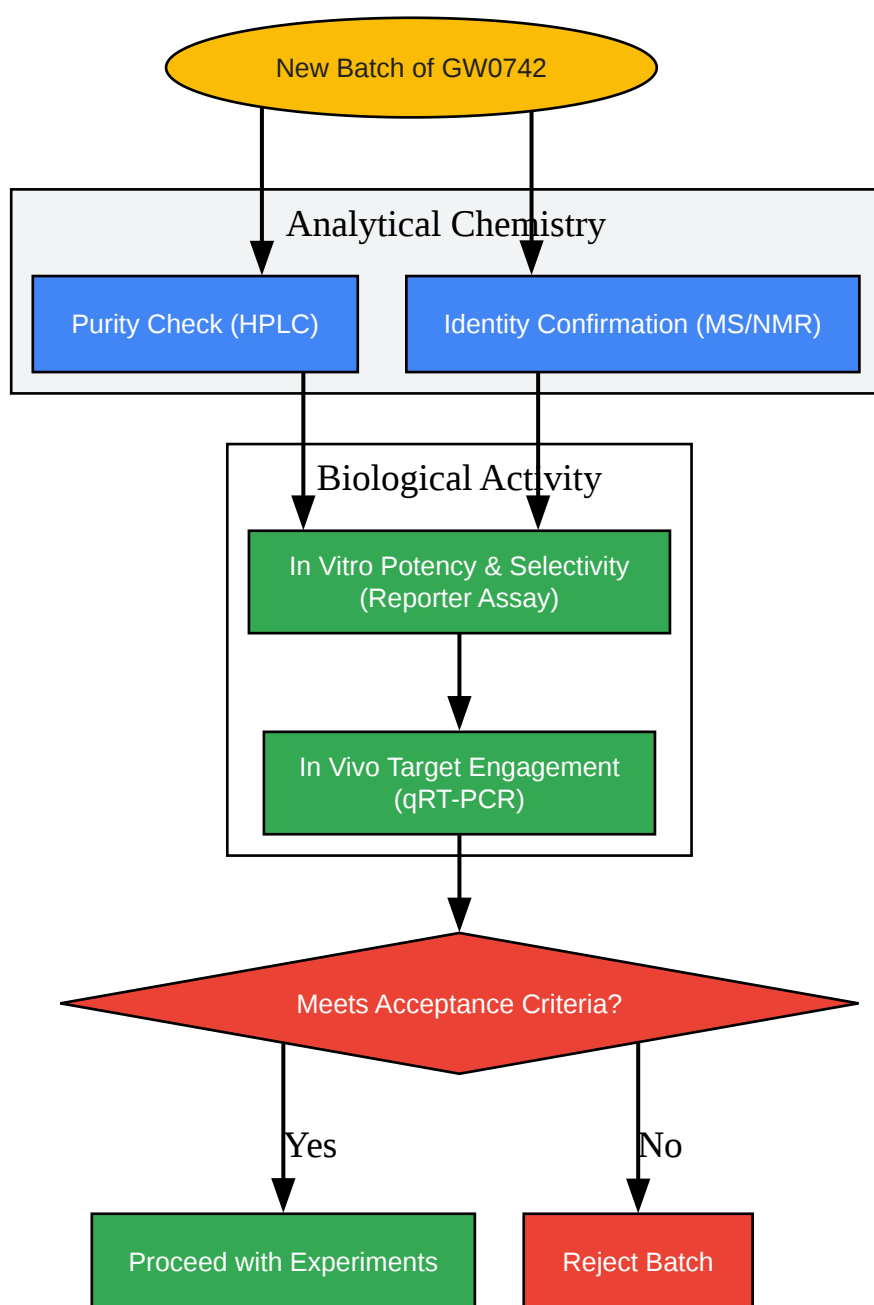 New Batch of GW0742
Analytical Chemistry
Purity Check (HPLC)
Identity Confirmation (MS/NMR)
Biological Activity
In Vitro Potency & Selectivity
(Reporter Assay)
In Vivo Target Engagement
(qRT-PCR)
Meets Acceptance Criteria?
Yes
No
Proceed with Experiments
Reject Batch